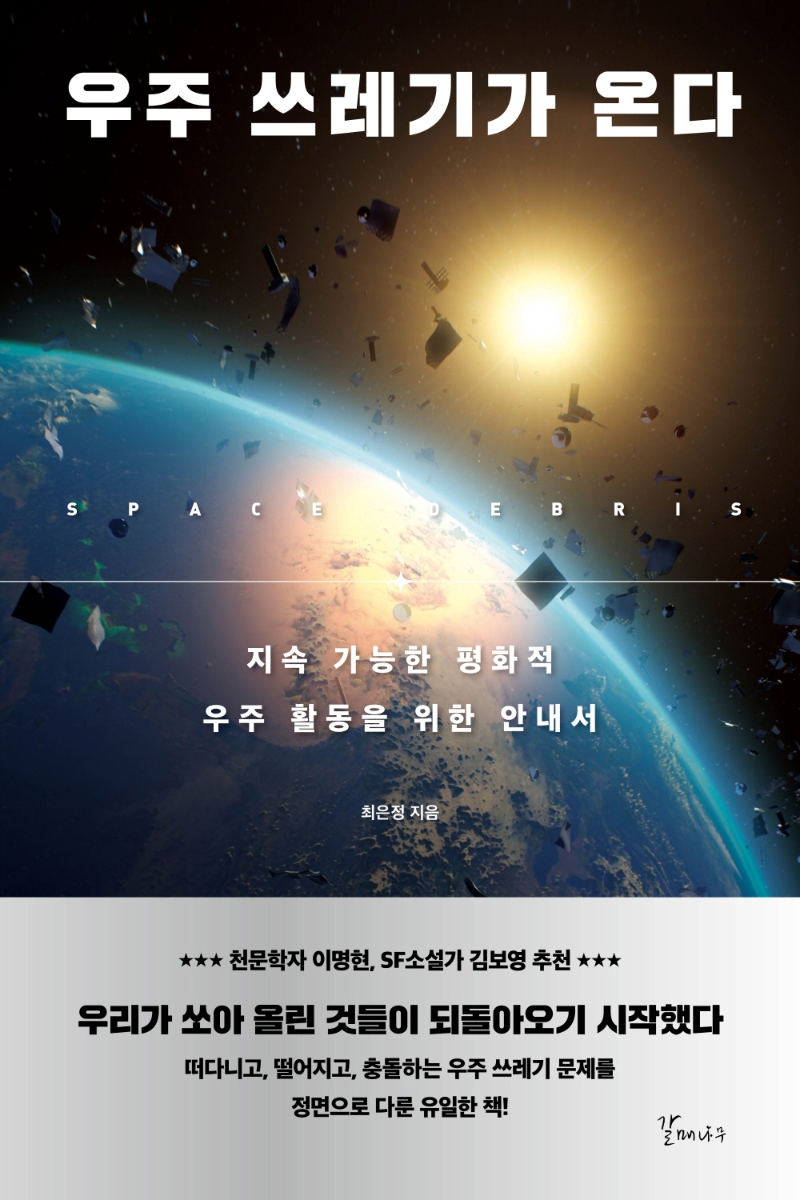 우주 쓰레기가 온다
SPACE DEBRIS
지속 가능한 평화적
우주 활동을 위한 안내서
최은정 지음
★★★ 천문학자 이명현, SF소설가 김보영 추천 ★★★
우리가 쏘아 올린 것들이 되돌아오기 시작했다
떠다니고, 떨어지고, 충돌하는 우주 쓰레기 문제를
정면으로 다룬 유일한 책!
갈매나무